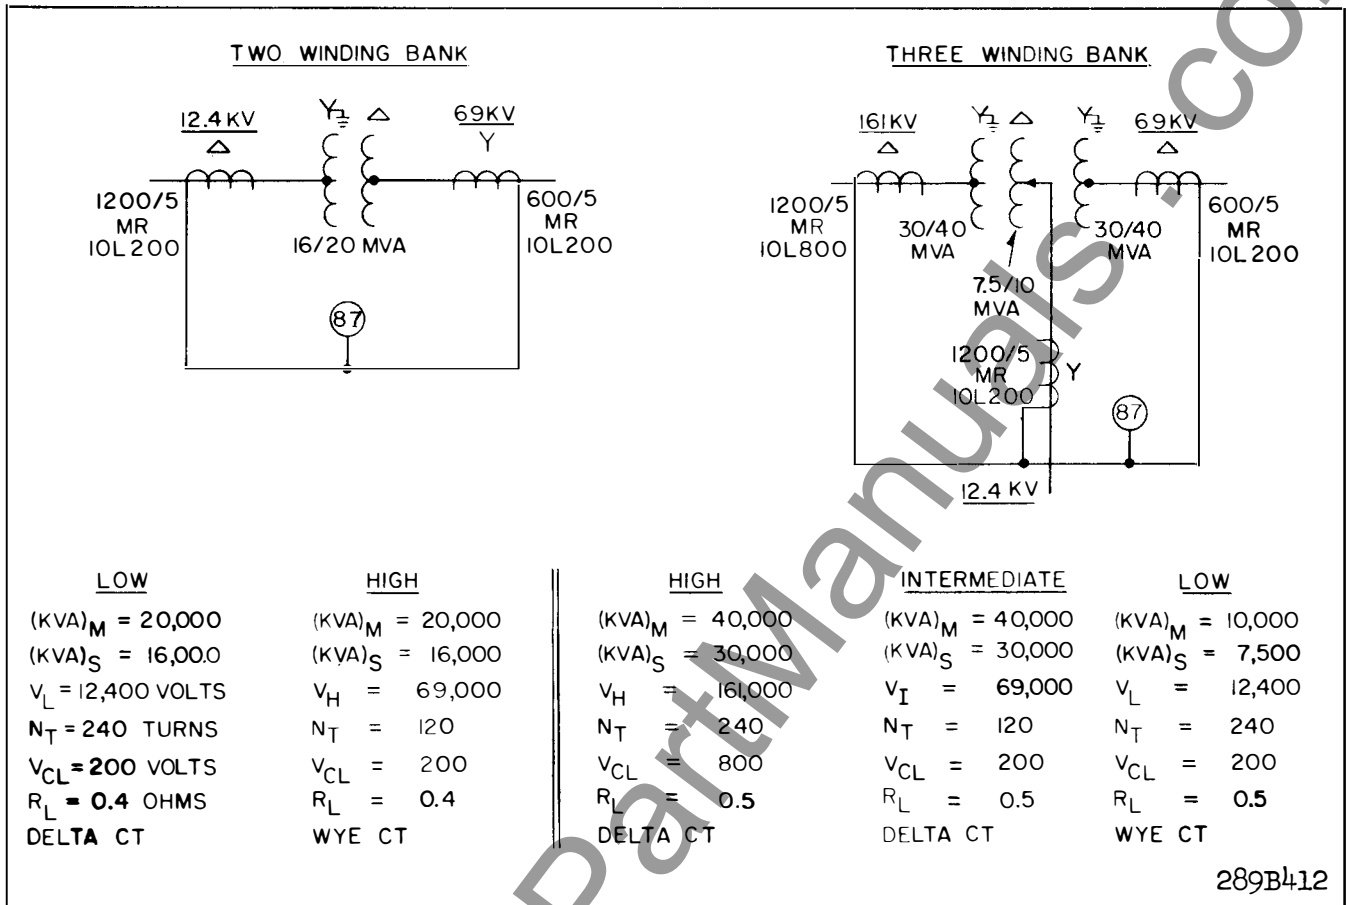 TWO WINDING BANK
12.4 KV
Y
△
69KV
△
Y
1200/5
MR
10L200
16/20 MVA
600/5
MR
10L200
87
THREE WINDING BANK
161KV
Y
△
Y
69KV
△
△
1200/5
MR
10L800
30/40
MVA
30/40
MVA
600/5
MR
10L200
7.5/10
MVA
1200/5
MR
10L200
Y
87
12.4 KV
LOW
(KVA)M = 20,000
(KVA)S = 16,00.0
VL = 12,400 VOLTS
NT = 240 TURNS
VCL = 200 VOLTS
RL = 0.4 OHMS
DELTA CT
HIGH
(KVA)M = 20,000
(KVA)S = 16,000
VH = 69,000
NT = 120
VCL = 200
RL = 0.4
WYE CT
HIGH
(KVA)M = 40,000
(KVA)S = 30,000
VH = 161,000
NT = 240
VCL = 800
RL = 0.5
DELTA CT
INTERMEDIATE
(KVA)M = 40,000
(KVA)S = 30,000
VI = 69,000
NT = 120
VCL = 200
RL = 0.5
DELTA CT
LOW
(KVA)M = 10,000
(KVA)S = 7,500
VL = 12,400
NT = 240
VCL = 200
RL = 0.5
WYE CT
289B412
PartManuals.co